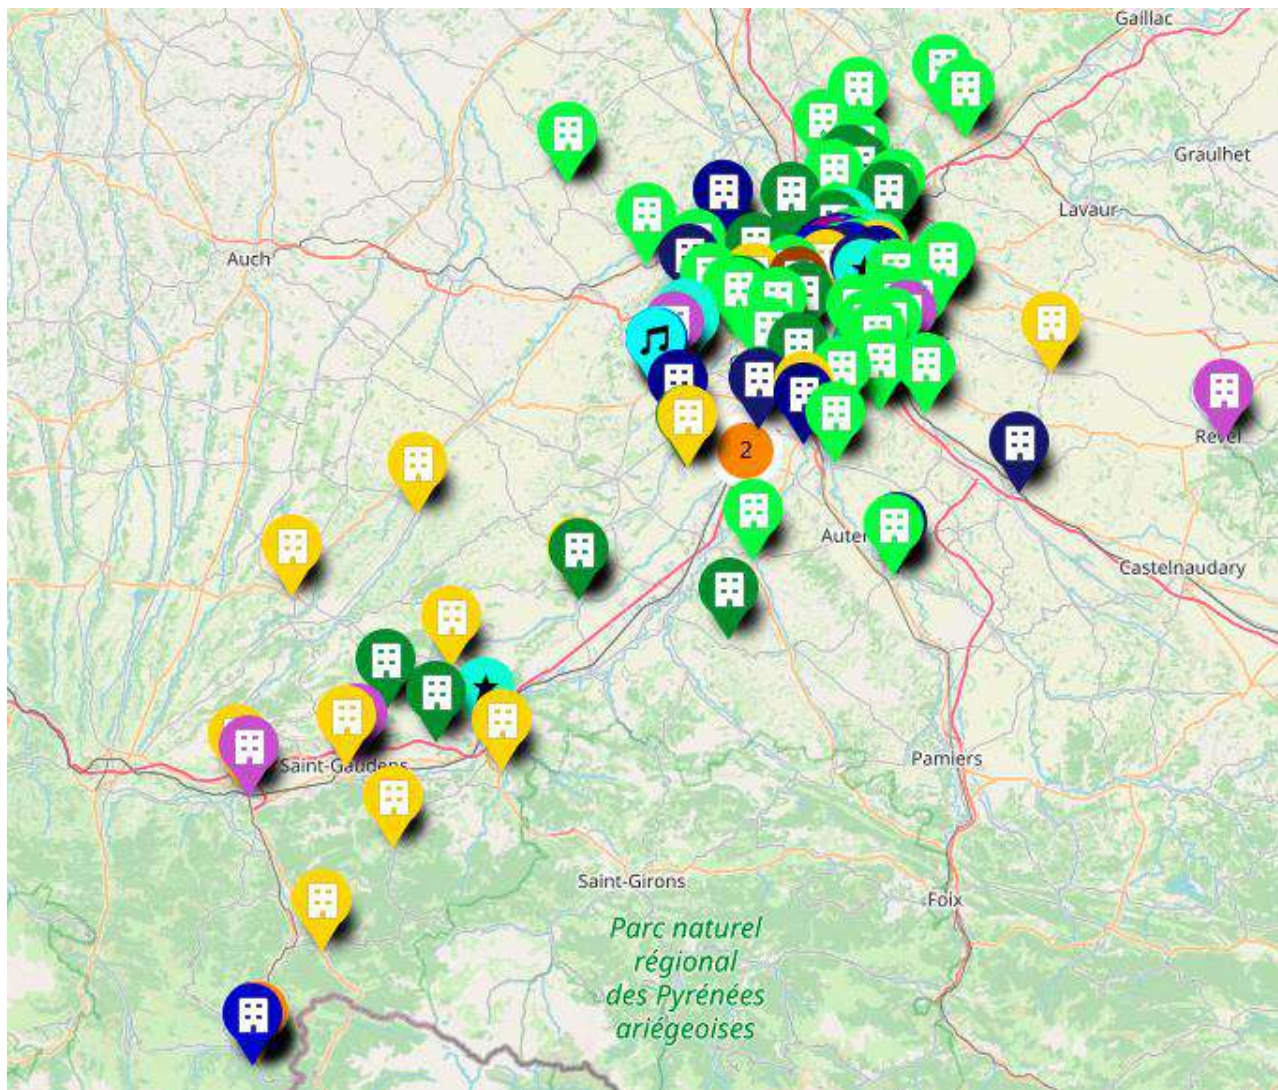 Gaillac
Graulhet
Lavaur
Auch
2
Revel
Castelnaudary
Saint-Gaudens
Pamiers
Saint-Girons
Foix
Parc naturel
régional
des Pyrénées
ariégeoises